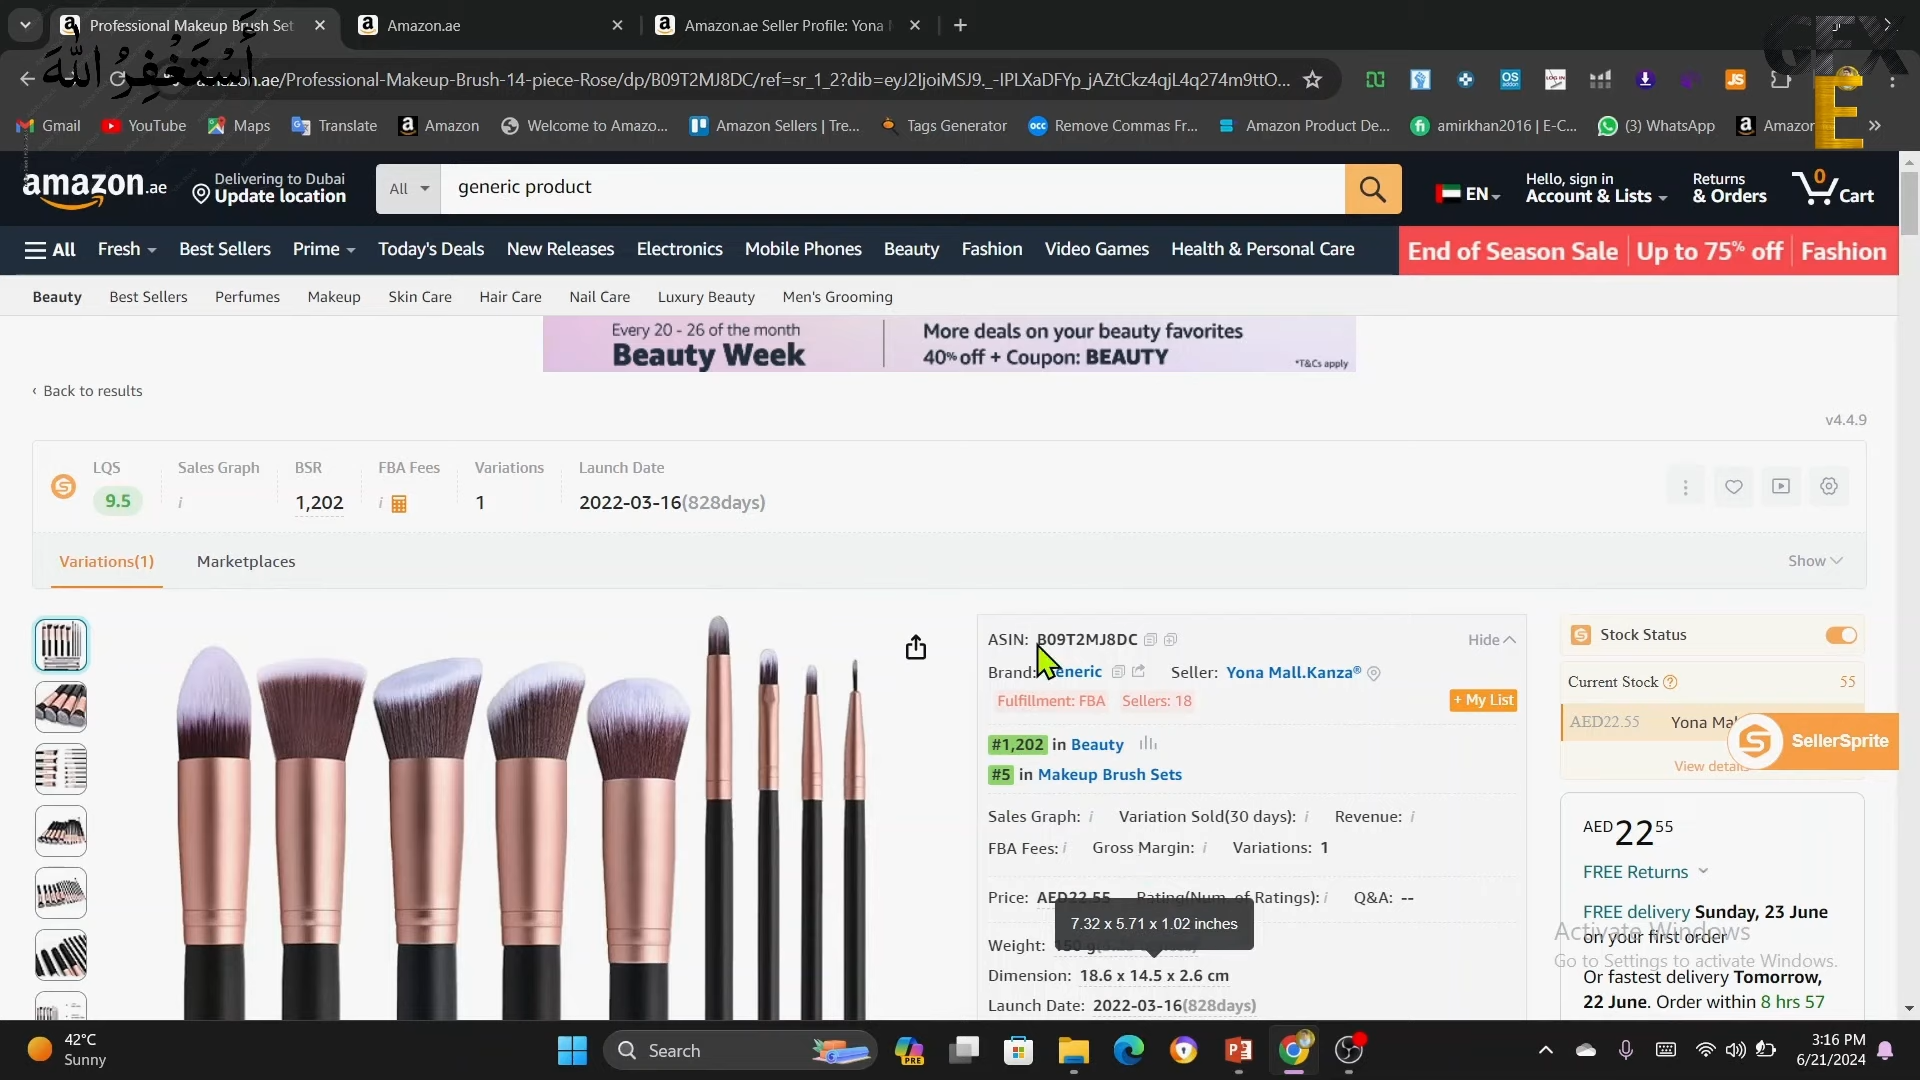 Professional Makeup Brush Set
Amazon.ae
Amazon.ae Seller Profile: Yona
أَسْتَغْفِرُ اللهَ
GFX
E
.ae/Professional-Makeup-Brush-14-piece-Rose/dp/B09T2MJ8DC/ref=sr_1_2?dib=eyJ2IjoiMSJ9._-IPLXaDFYp_jAZtCkz4qjL4q274m9ttO...
Gmail YouTube Maps Translate Amazon Welcome to Amazo... Amazon Sellers | Tre... Tags Generator Remove Commas Fr... Amazon Product De... amirkhan2016 | E-C... (3) WhatsApp Amazon
amazon.ae
Delivering to Dubai
Update location
All
generic product
EN
Hello, sign in
Account & Lists
Returns
& Orders
0
Cart
All Fresh Best Sellers Prime Today's Deals New Releases Electronics Mobile Phones Beauty Fashion Video Games Health & Personal Care
End of Season Sale Up to 75% off Fashion
Beauty Best Sellers Perfumes Makeup Skin Care Hair Care Nail Care Luxury Beauty Men's Grooming
Every 20 - 26 of the month
Beauty Week
More deals on your beauty favorites
40% off + Coupon: BEAUTY
*T&Cs apply
‹ Back to results
v4.4.9
LQS Sales Graph BSR FBA Fees Variations Launch Date
9.5 i 1,202 i 1 2022-03-16(828days)
Variations(1) Marketplaces
Show
ASIN: B09T2MJ8DC
Hide
Brand: eneric Seller: Yona Mall.Kanza®
Fulfillment: FBA Sellers: 18
+ My List
#1,202 in Beauty
#5 in Makeup Brush Sets
Sales Graph: i Variation Sold(30 days): i Revenue: i
FBA Fees: i Gross Margin: i Variations: 1
Price: AED22.55 Rating(Num. of Ratings): i Q&A: --
7.32 x 5.71 x 1.02 inches
Weight: 150 g
Dimension: 18.6 x 14.5 x 2.6 cm
Launch Date: 2022-03-16(828days)
Stock Status
Current Stock 55
AED22.55 Yona Ma
SellerSprite
View details
AED 22 55
FREE Returns
FREE delivery Sunday, 23 June
on your first order
Or fastest delivery Tomorrow,
22 June. Order within 8 hrs 57
Activate Windows
Go to Settings to activate Windows.
42°C
Sunny
Search
PRE
3:16 PM
6/21/2024